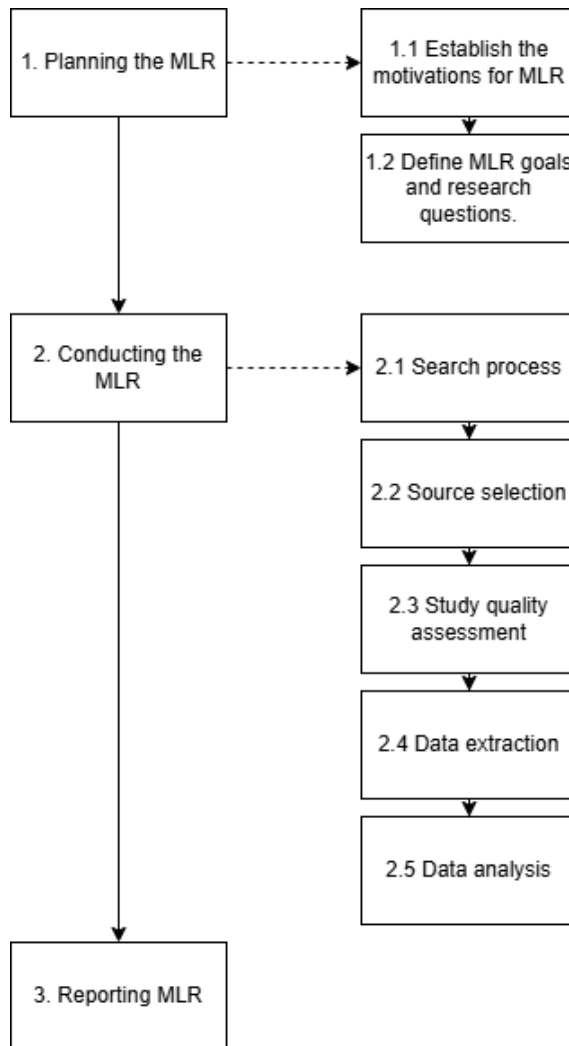 1. Planning the MLR
1.1 Establish the
motivations for MLR
1.2 Define MLR goals
and research
questions.
2. Conducting the
MLR
2.1 Search process
2.2 Source selection
2.3 Study quality
assessment
2.4 Data extraction
2.5 Data analysis
3. Reporting MLR